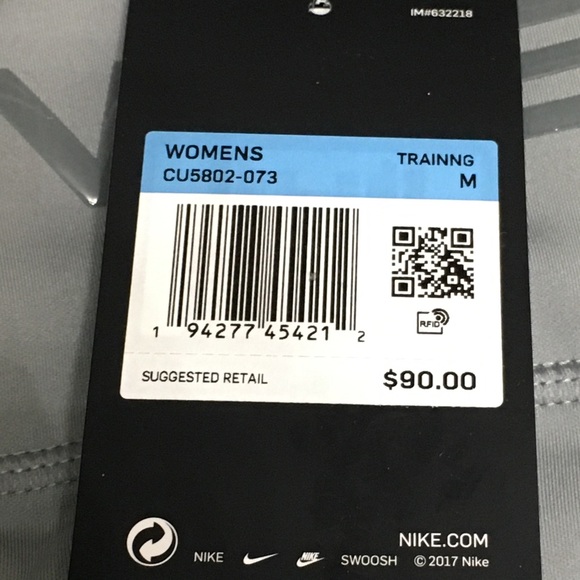 IM#632218
WOMENS TRAINNG
CU5802-073 M
1 94277 45421 2
RFID
SUGGESTED RETAIL $90.00
NIKE.COM
NIKE NIKE SWOOSH © 2017 Nike